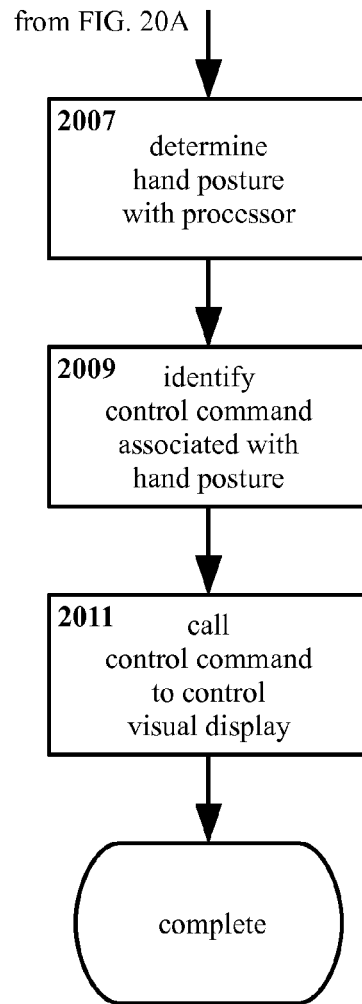 from FIG. 20A
2007
determine
hand posture
with processor
2009
identify
control command
associated with
hand posture
2011
call
control command
to control
visual display
complete